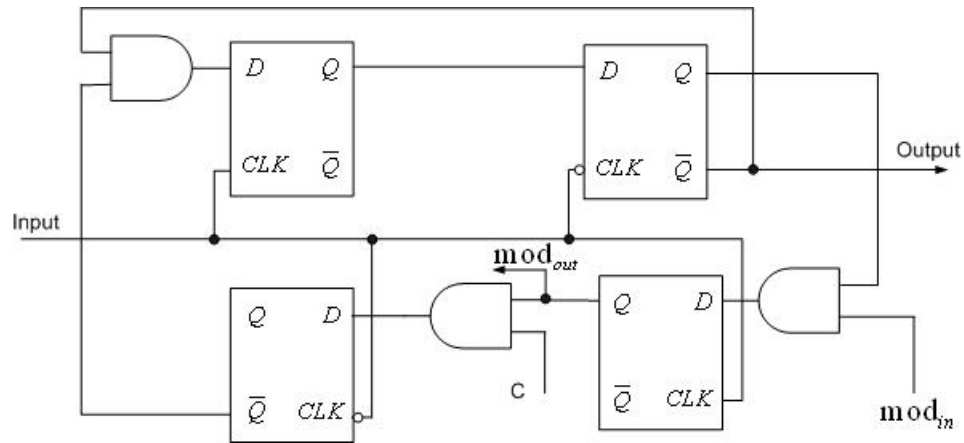 D Q
CLK Q̅
D Q
CLK Q̅
Output
Input
mod_out
Q D
Q̅ CLK
C
Q D
Q̅ CLK
mod_in